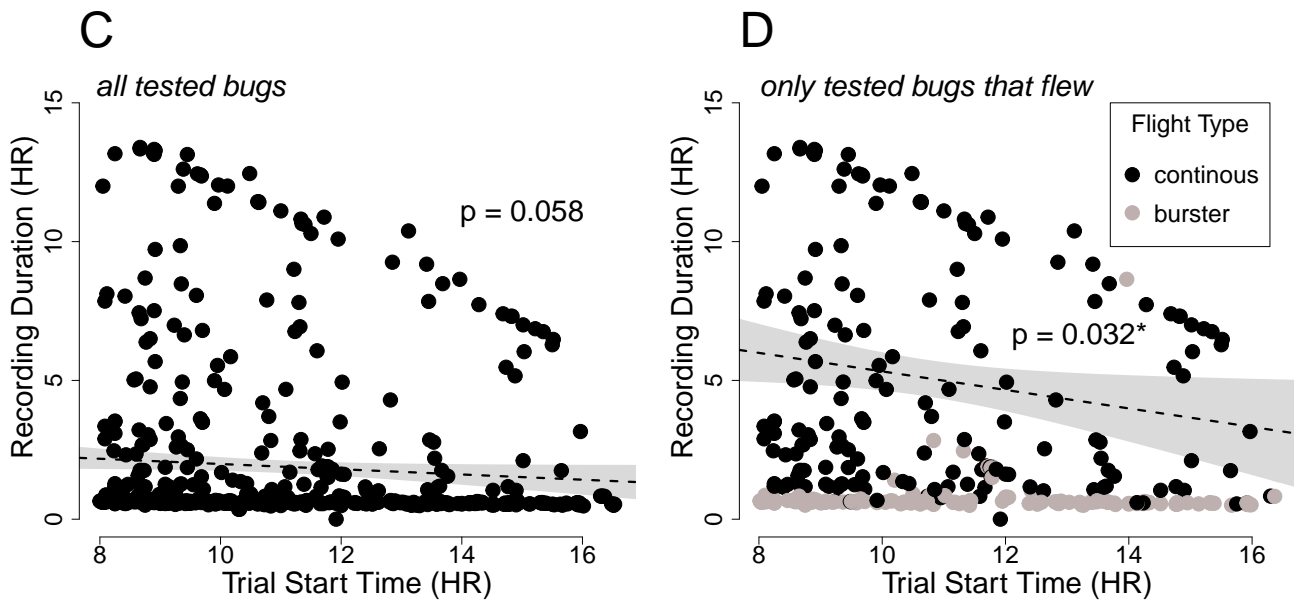 C
all tested bugs
15
10
5
0
Recording Duration (HR)
p = 0.058
8
10
12
14
16
Trial Start Time (HR)
D
only tested bugs that flew
15
10
5
0
Recording Duration (HR)
Flight Type
continous
burster
p = 0.032*
8
10
12
14
16
Trial Start Time (HR)